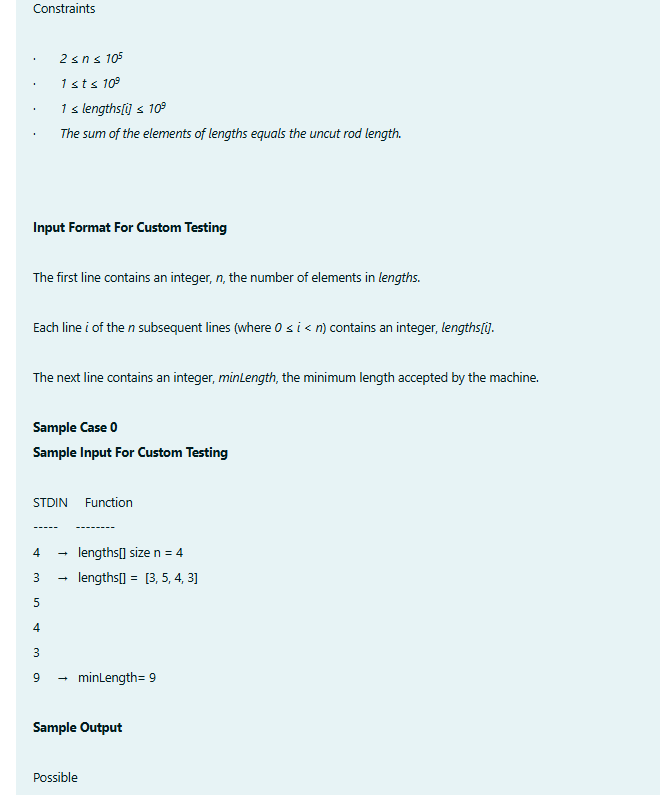 Constraints
· 2 ≤ n ≤ 10⁵
· 1 ≤ t ≤ 10⁹
· 1 ≤ lengths[i] ≤ 10⁹
· The sum of the elements of lengths equals the uncut rod length.
Input Format For Custom Testing
The first line contains an integer, n, the number of elements in lengths.
Each line i of the n subsequent lines (where 0 ≤ i < n) contains an integer, lengths[i].
The next line contains an integer, minLength, the minimum length accepted by the machine.
Sample Case 0
Sample Input For Custom Testing
STDIN Function
----- --------
4 → lengths[] size n = 4
3 → lengths[] = [3, 5, 4, 3]
5
4
3
9 → minLength= 9
Sample Output
Possible